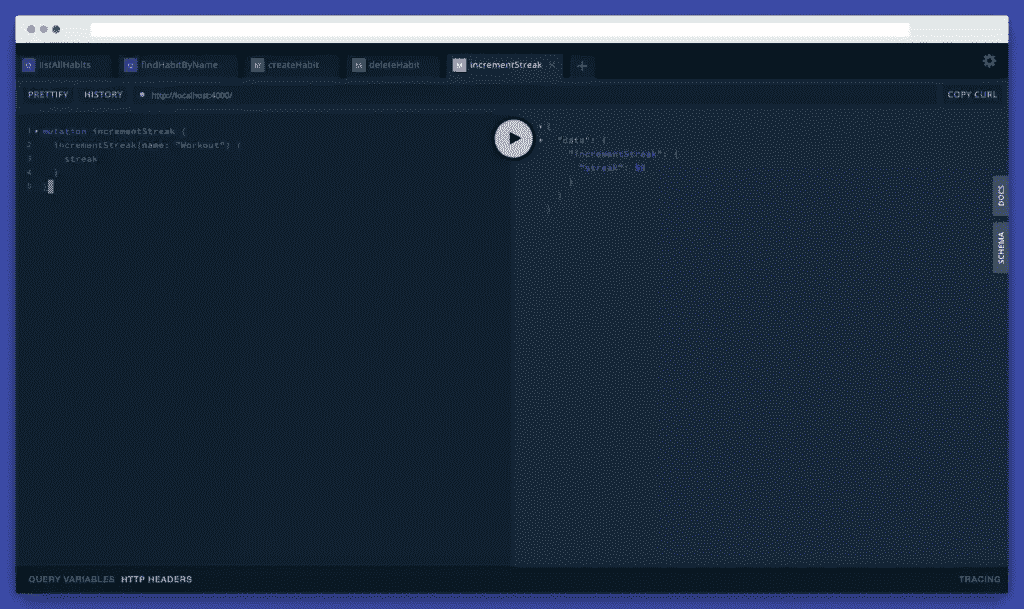 Q listAllHabits Q findHabitByName M createHabit M deleteHabit M incrementStreak × +
PRETTIFY HISTORY http://localhost:4000/ COPY CURL
1 mutation incrementStreak {
2 incrementStreak(name: "Workout") {
3 streak
4 }
5 }
{
"data": {
"incrementStreak": {
"streak":
}
}
}
DOCS
SCHEMA
QUERY VARIABLES HTTP HEADERS TRACING